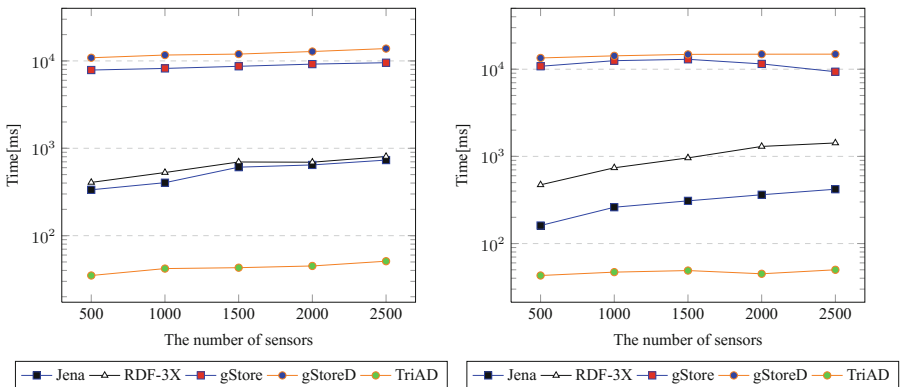 10^4
10^3
10^2
Time[ms]
500 1000 1500 2000 2500
The number of sensors
Jena RDF-3X gStore gStoreD TriAD
10^4
10^3
10^2
Time[ms]
500 1000 1500 2000 2500
The number of sensors
Jena RDF-3X gStore gStoreD TriAD